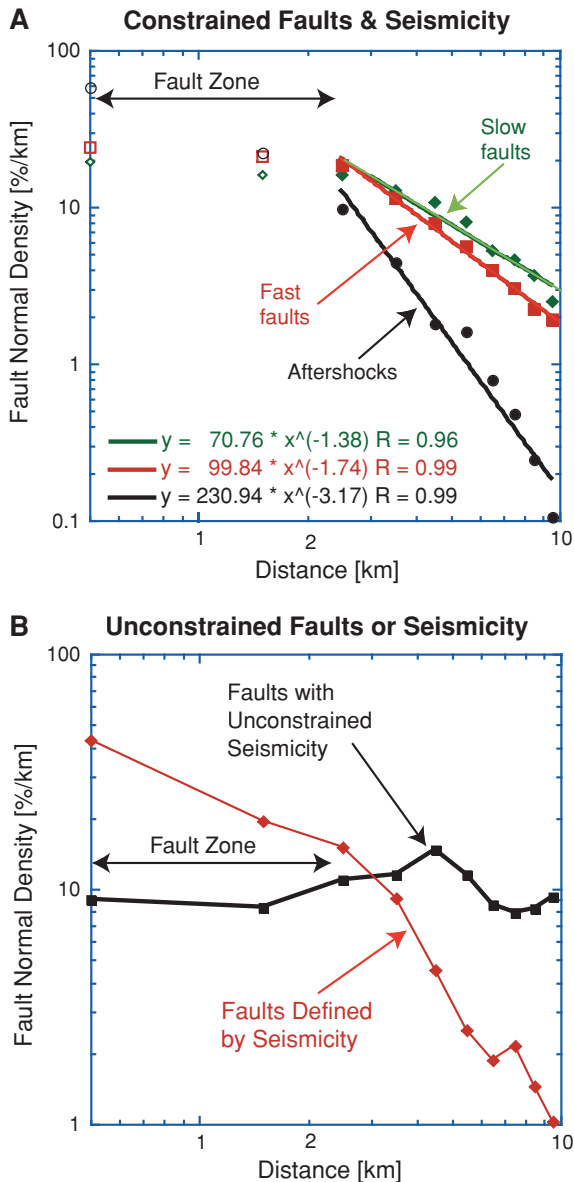 A
Constrained Faults & Seismicity
100
Fault Zone
Slow
faults
10
Fast
faults
Aftershocks
1
y = 70.76 * x^(-1.38) R = 0.96
y = 99.84 * x^(-1.74) R = 0.99
y = 230.94 * x^(-3.17) R = 0.99
0.1
1
2
10
Fault Normal Density [%/km]
Distance [km]
B
Unconstrained Faults or Seismicity
100
Faults with
Unconstrained
Seismicity
Fault Zone
10
Faults Defined
by Seismicity
1
1
2
10
Fault Normal Density [%/km]
Distance [km]